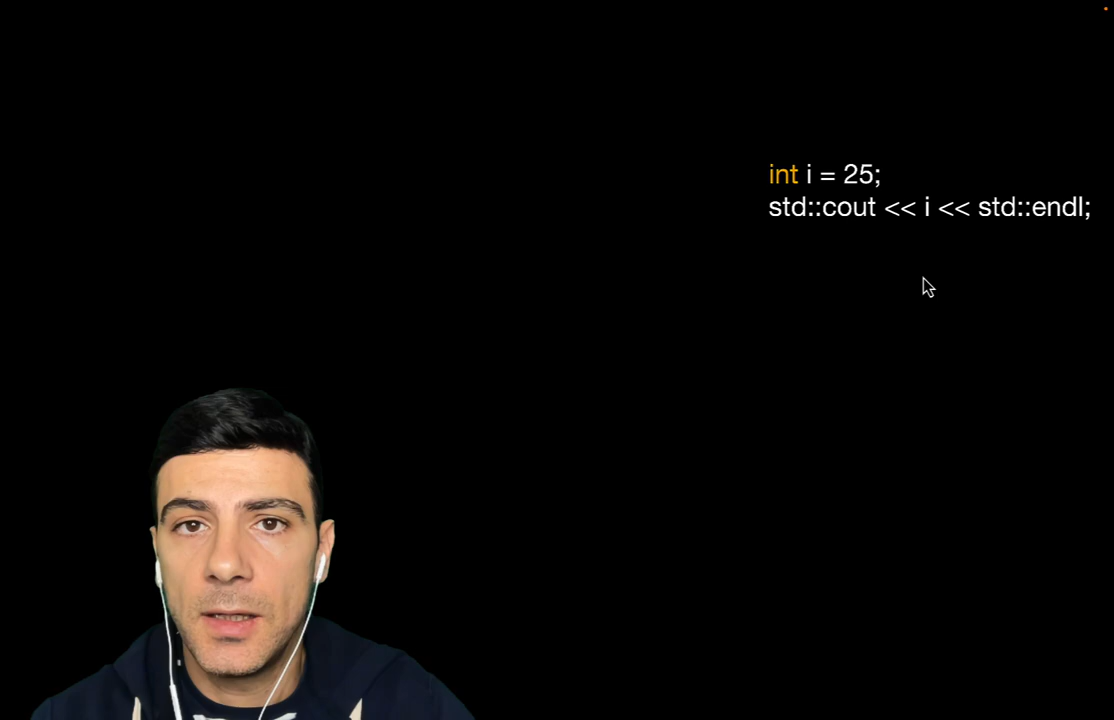 int i = 25;
std::cout << i << std::endl;